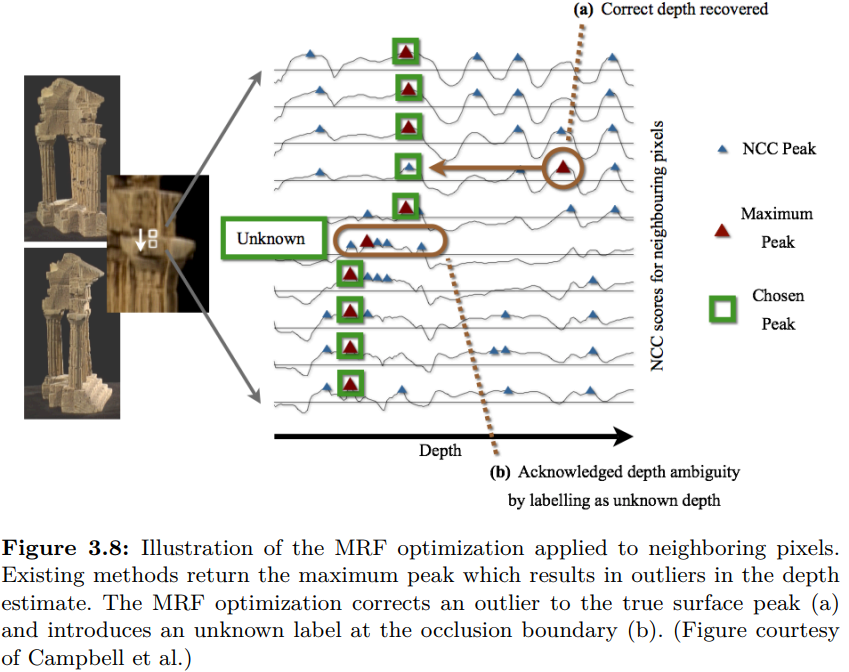 (a) Correct depth recovered
NCC scores for neighbouring pixels
NCC Peak
Maximum
Peak
Chosen
Peak
Unknown
Depth
(b) Acknowledged depth ambiguity
by labelling as unknown depth
Figure 3.8: Illustration of the MRF optimization applied to neighboring pixels.
Existing methods return the maximum peak which results in outliers in the depth
estimate. The MRF optimization corrects an outlier to the true surface peak (a)
and introduces an unknown label at the occlusion boundary (b). (Figure courtesy
of Campbell et al.)